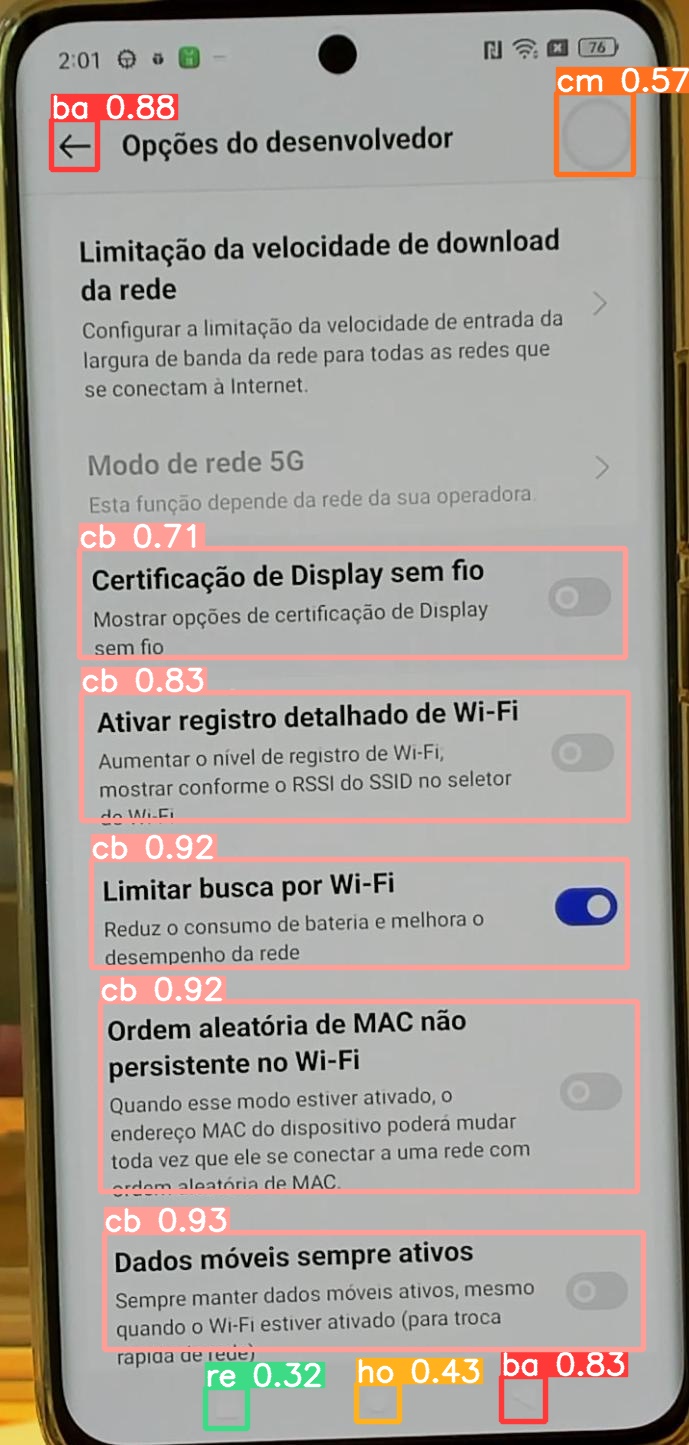 2:01
76
cm 0.57
ba 0.88
Opções do desenvolvedor
Limitação da velocidade de download
da rede
Configurar a limitação da velocidade de entrada da
largura de banda da rede para todas as redes que
se conectam à Internet.
Modo de rede 5G
Esta função depende da rede da sua operadora.
cb 0.71
Certificação de Display sem fio
Mostrar opções de certificação de Display
sem fio
cb 0.83
Ativar registro detalhado de Wi-Fi
Aumentar o nível de registro de Wi-Fi,
mostrar conforme o RSSI do SSID no seletor
de Wi-Fi
cb 0.92
Limitar busca por Wi-Fi
Reduz o consumo de bateria e melhora o
desempenho da rede
cb 0.92
Ordem aleatória de MAC não
persistente no Wi-Fi
Quando esse modo estiver ativado, o
endereço MAC do dispositivo poderá mudar
toda vez que ele se conectar a uma rede com
ordem aleatória de MAC.
cb 0.93
Dados móveis sempre ativos
Sempre manter dados móveis ativos, mesmo
quando o Wi-Fi estiver ativado (para troca
rápida de rede)
re 0.32
ho 0.43
ba 0.83